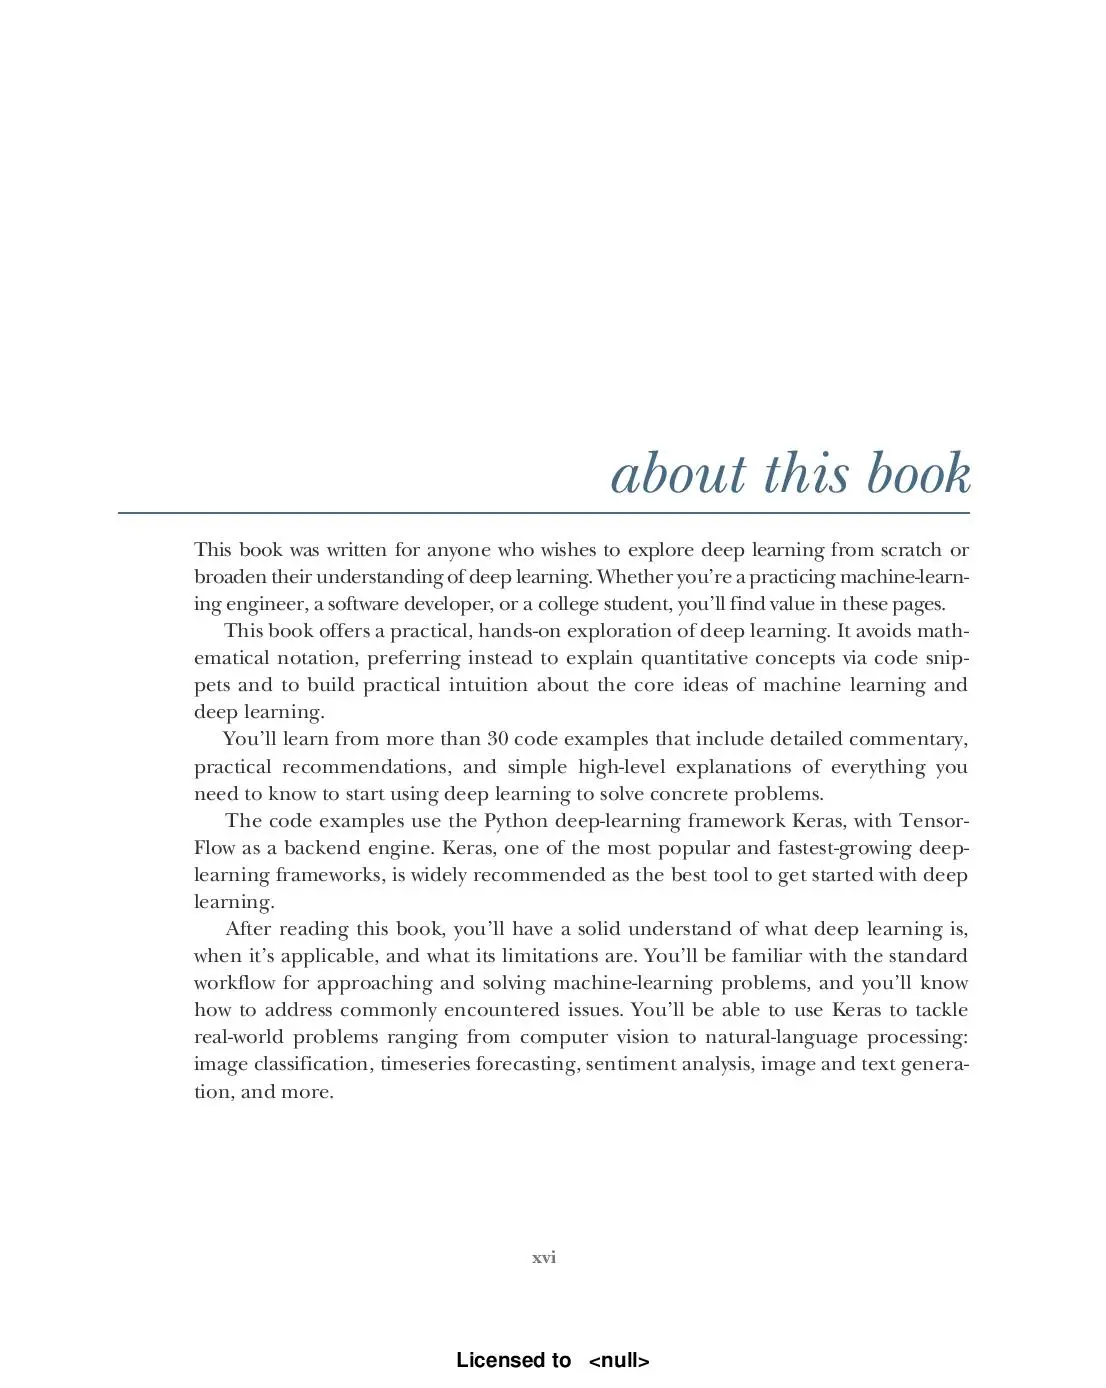 about this book
This book was written for anyone who wishes to explore deep learning from scratch or
broaden their understanding of deep learning. Whether you’re a practicing machine-learn-
ing engineer, a software developer, or a college student, you’ll find value in these pages.
This book offers a practical, hands-on exploration of deep learning. It avoids math-
ematical notation, preferring instead to explain quantitative concepts via code snip-
pets and to build practical intuition about the core ideas of machine learning and
deep learning.
You’ll learn from more than 30 code examples that include detailed commentary,
practical recommendations, and simple high-level explanations of everything you
need to know to start using deep learning to solve concrete problems.
The code examples use the Python deep-learning framework Keras, with Tensor-
Flow as a backend engine. Keras, one of the most popular and fastest-growing deep-
learning frameworks, is widely recommended as the best tool to get started with deep
learning.
After reading this book, you’ll have a solid understand of what deep learning is,
when it’s applicable, and what its limitations are. You’ll be familiar with the standard
workflow for approaching and solving machine-learning problems, and you’ll know
how to address commonly encountered issues. You’ll be able to use Keras to tackle
real-world problems ranging from computer vision to natural-language processing:
image classification, timeseries forecasting, sentiment analysis, image and text genera-
tion, and more.
xvi
Licensed to <null>